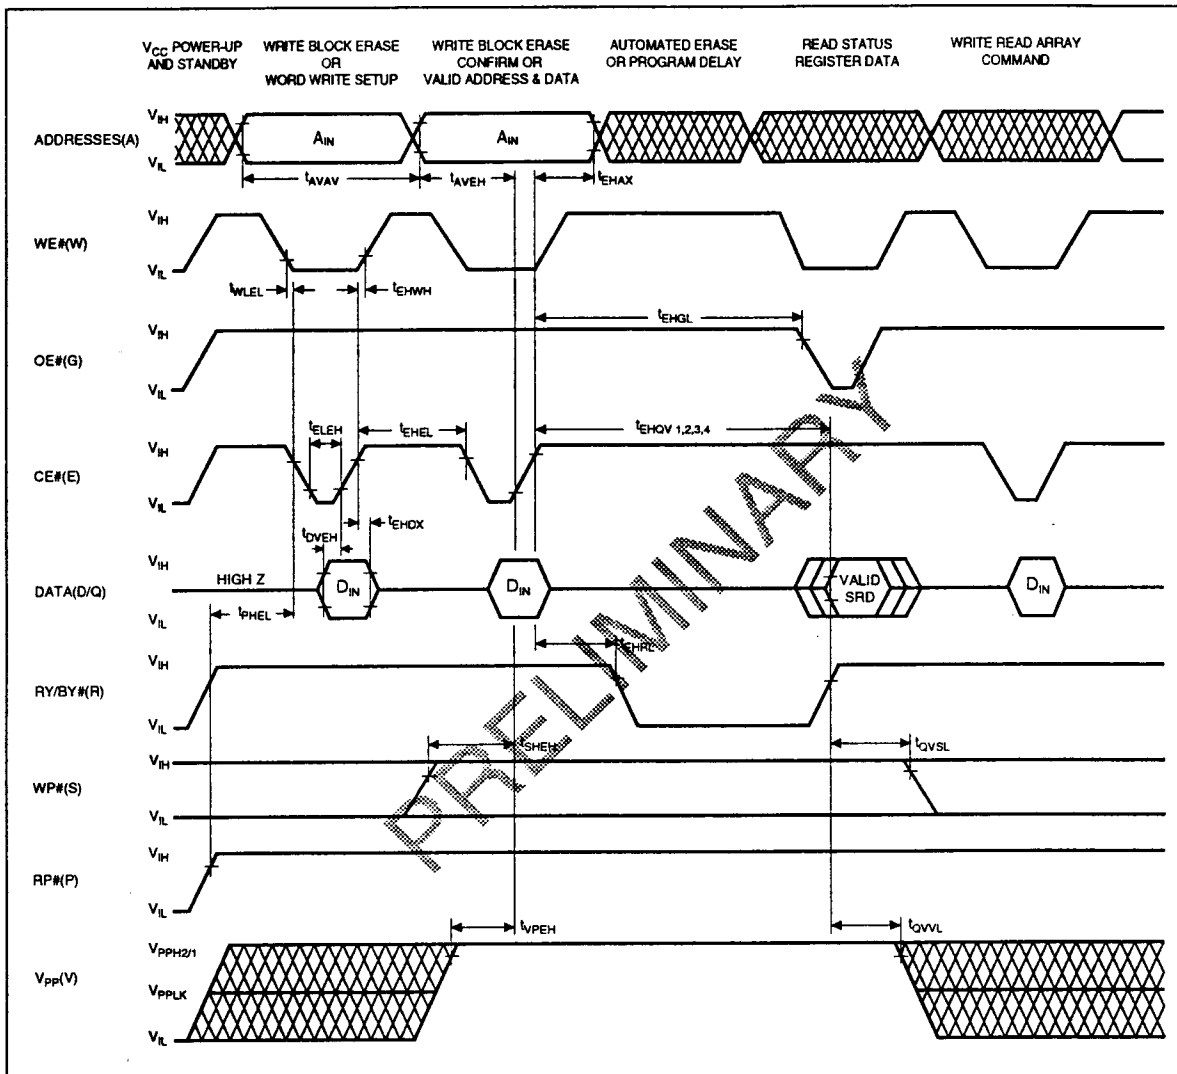 VCC POWER-UP
AND STANDBY
WRITE BLOCK ERASE
OR
WORD WRITE SETUP
WRITE BLOCK ERASE
CONFIRM OR
VALID ADDRESS & DATA
AUTOMATED ERASE
OR PROGRAM DELAY
READ STATUS
REGISTER DATA
WRITE READ ARRAY
COMMAND
ADDRESSES(A)
VIH
VIL
AIN
AIN
tAVAV
tAVEH
tEHAX
WE#(W)
VIH
VIL
tWLEL
tEHWH
OE#(G)
VIH
VIL
tEHGL
CE#(E)
VIH
VIL
tELEH
tEHEL
tEHQV 1,2,3,4
tDVEH
tEHDX
DATA(D/Q)
VIH
VIL
HIGH Z
DIN
DIN
VALID
SRD
DIN
tPHEL
tEHRL
RY/BY#(R)
VIH
VIL
tSHEH
tQVSL
WP#(S)
VIH
VIL
RP#(P)
VIH
VIL
tVPEH
tQVVL
VPP(V)
VPPH2/1
VPPLK
VIL
PRELIMINARY